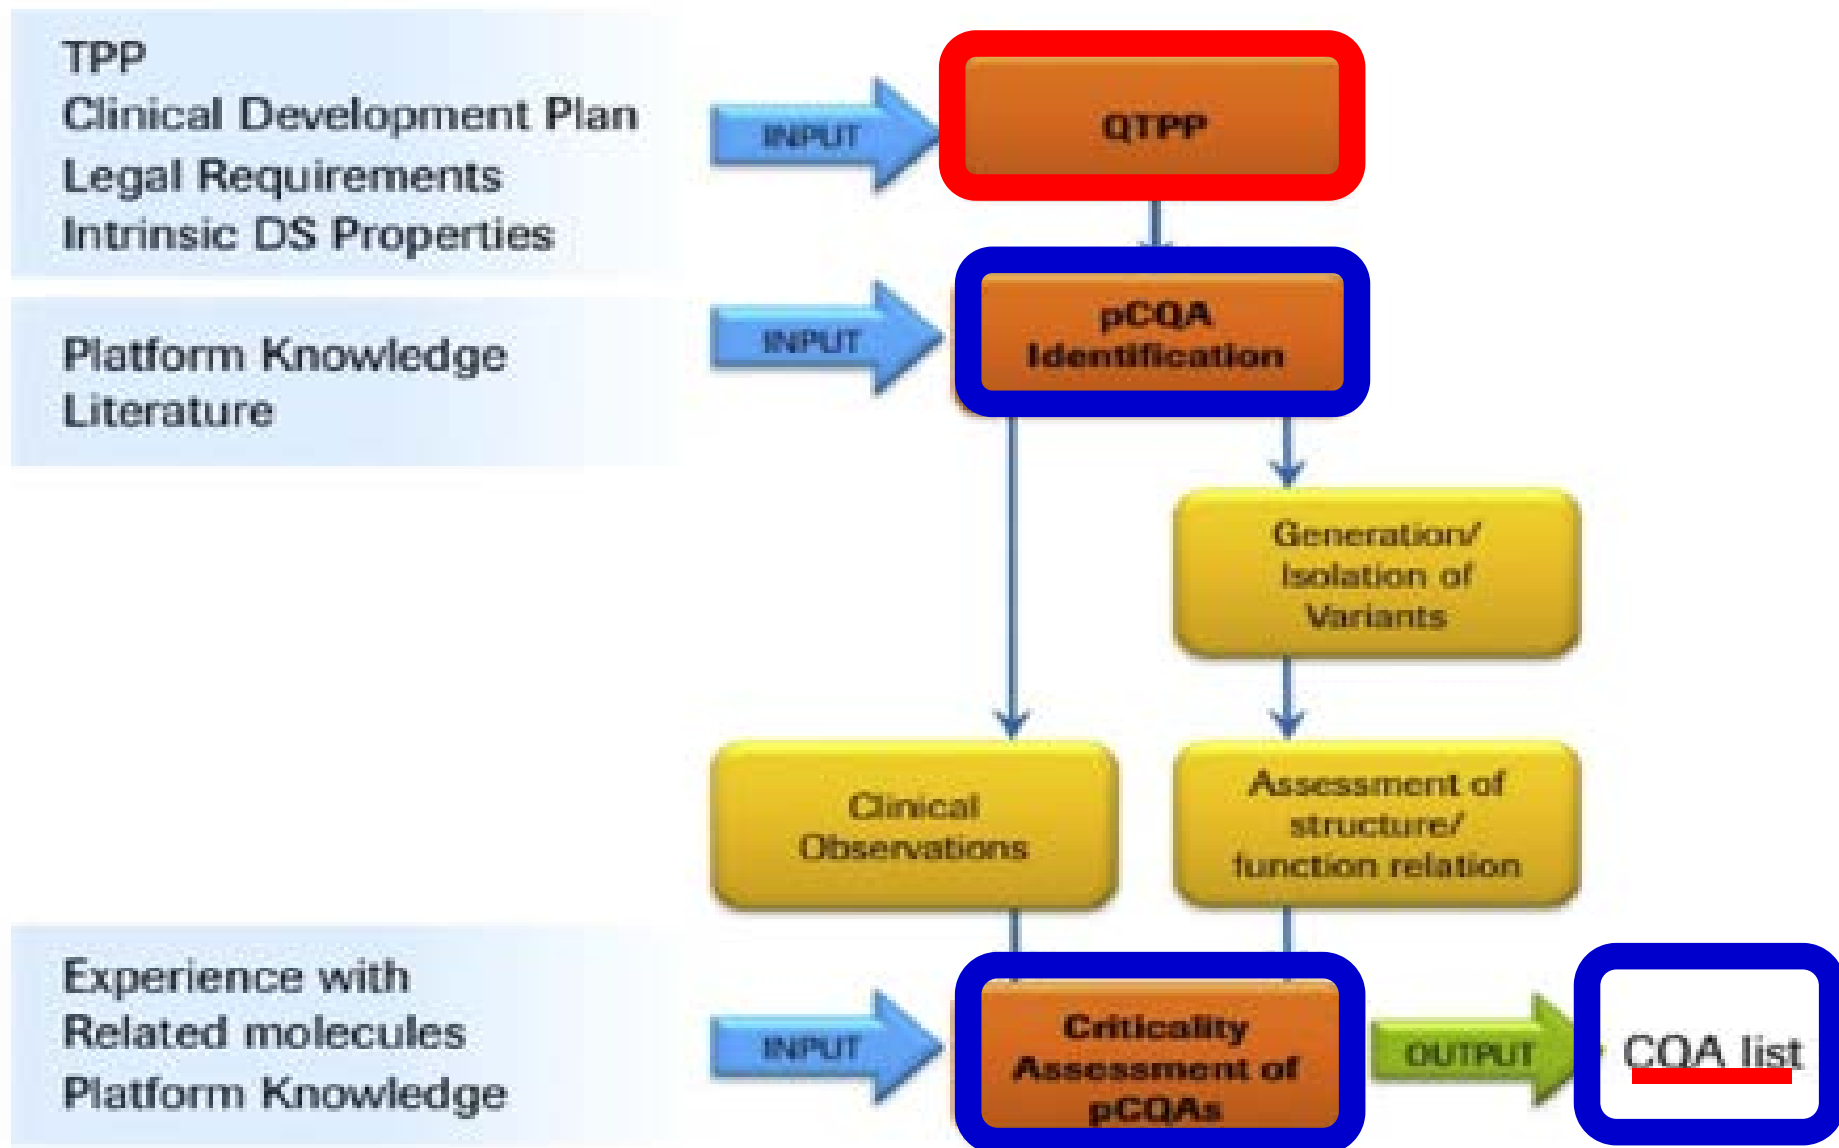 TPP
Clinical Development Plan
Legal Requirements
Intrinsic DS Properties
INPUT
QTPP
Platform Knowledge
Literature
INPUT
pCQA
Identification
Generation/
Isolation of
Variants
Clinical
Observations
Assessment of
structure/
function relation
Experience with
Related molecules
Platform Knowledge
INPUT
Criticality
Assessment of
pCQAs
OUTPUT
CQA list